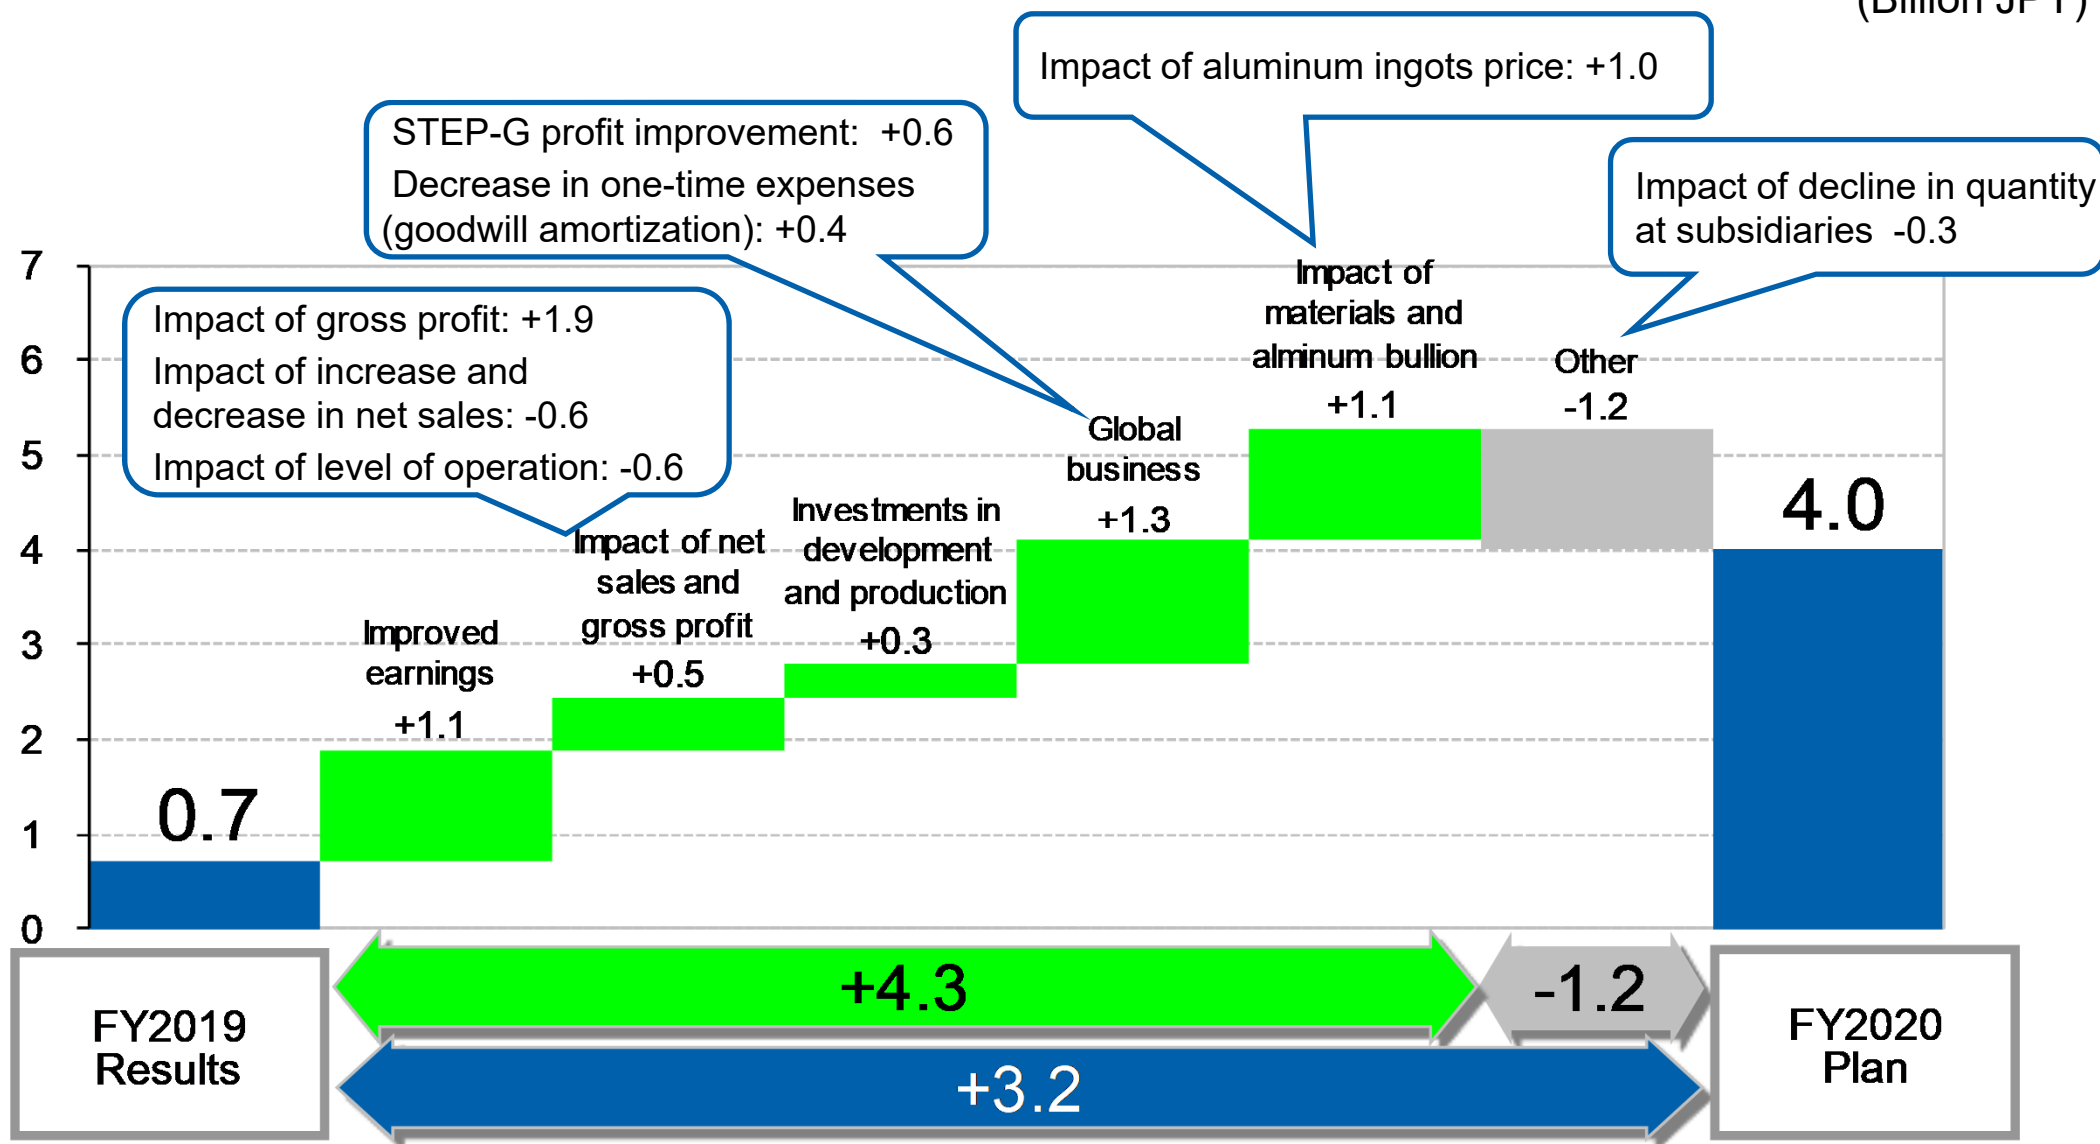 (Billion JPY)
Impact of aluminum ingots price: +1.0
STEP-G profit improvement: +0.6
Decrease in one-time expenses
(goodwill amortization): +0.4
Impact of decline in quantity
at subsidiaries -0.3
Impact of gross profit: +1.9
Impact of increase and
decrease in net sales: -0.6
Impact of level of operation: -0.6
7
6
5
4
3
2
1
0
0.7
Improved
earnings
+1.1
Impact of net
sales and
gross profit
+0.5
Investments in
development
and production
+0.3
Global
business
+1.3
Impact of
materials and
alminum bullion
+1.1
Other
-1.2
4.0
FY2019
Results
+4.3
-1.2
+3.2
FY2020
Plan